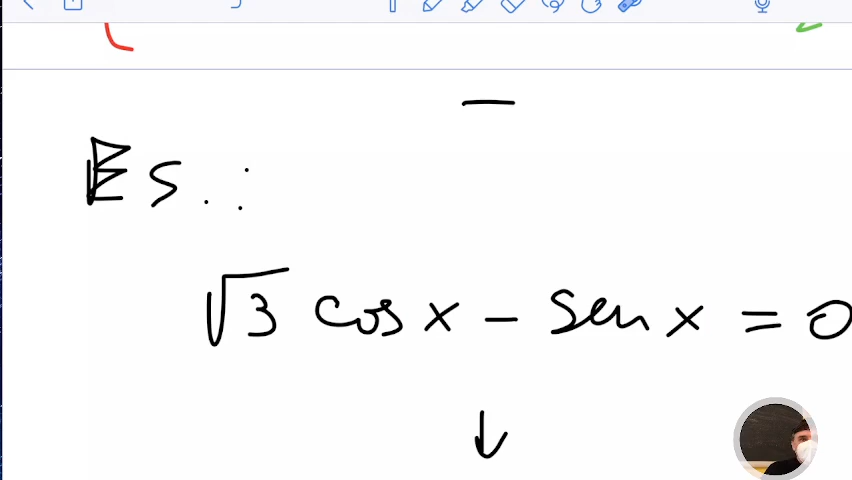 Es.:
√3 cos x - sen x = 0
↓